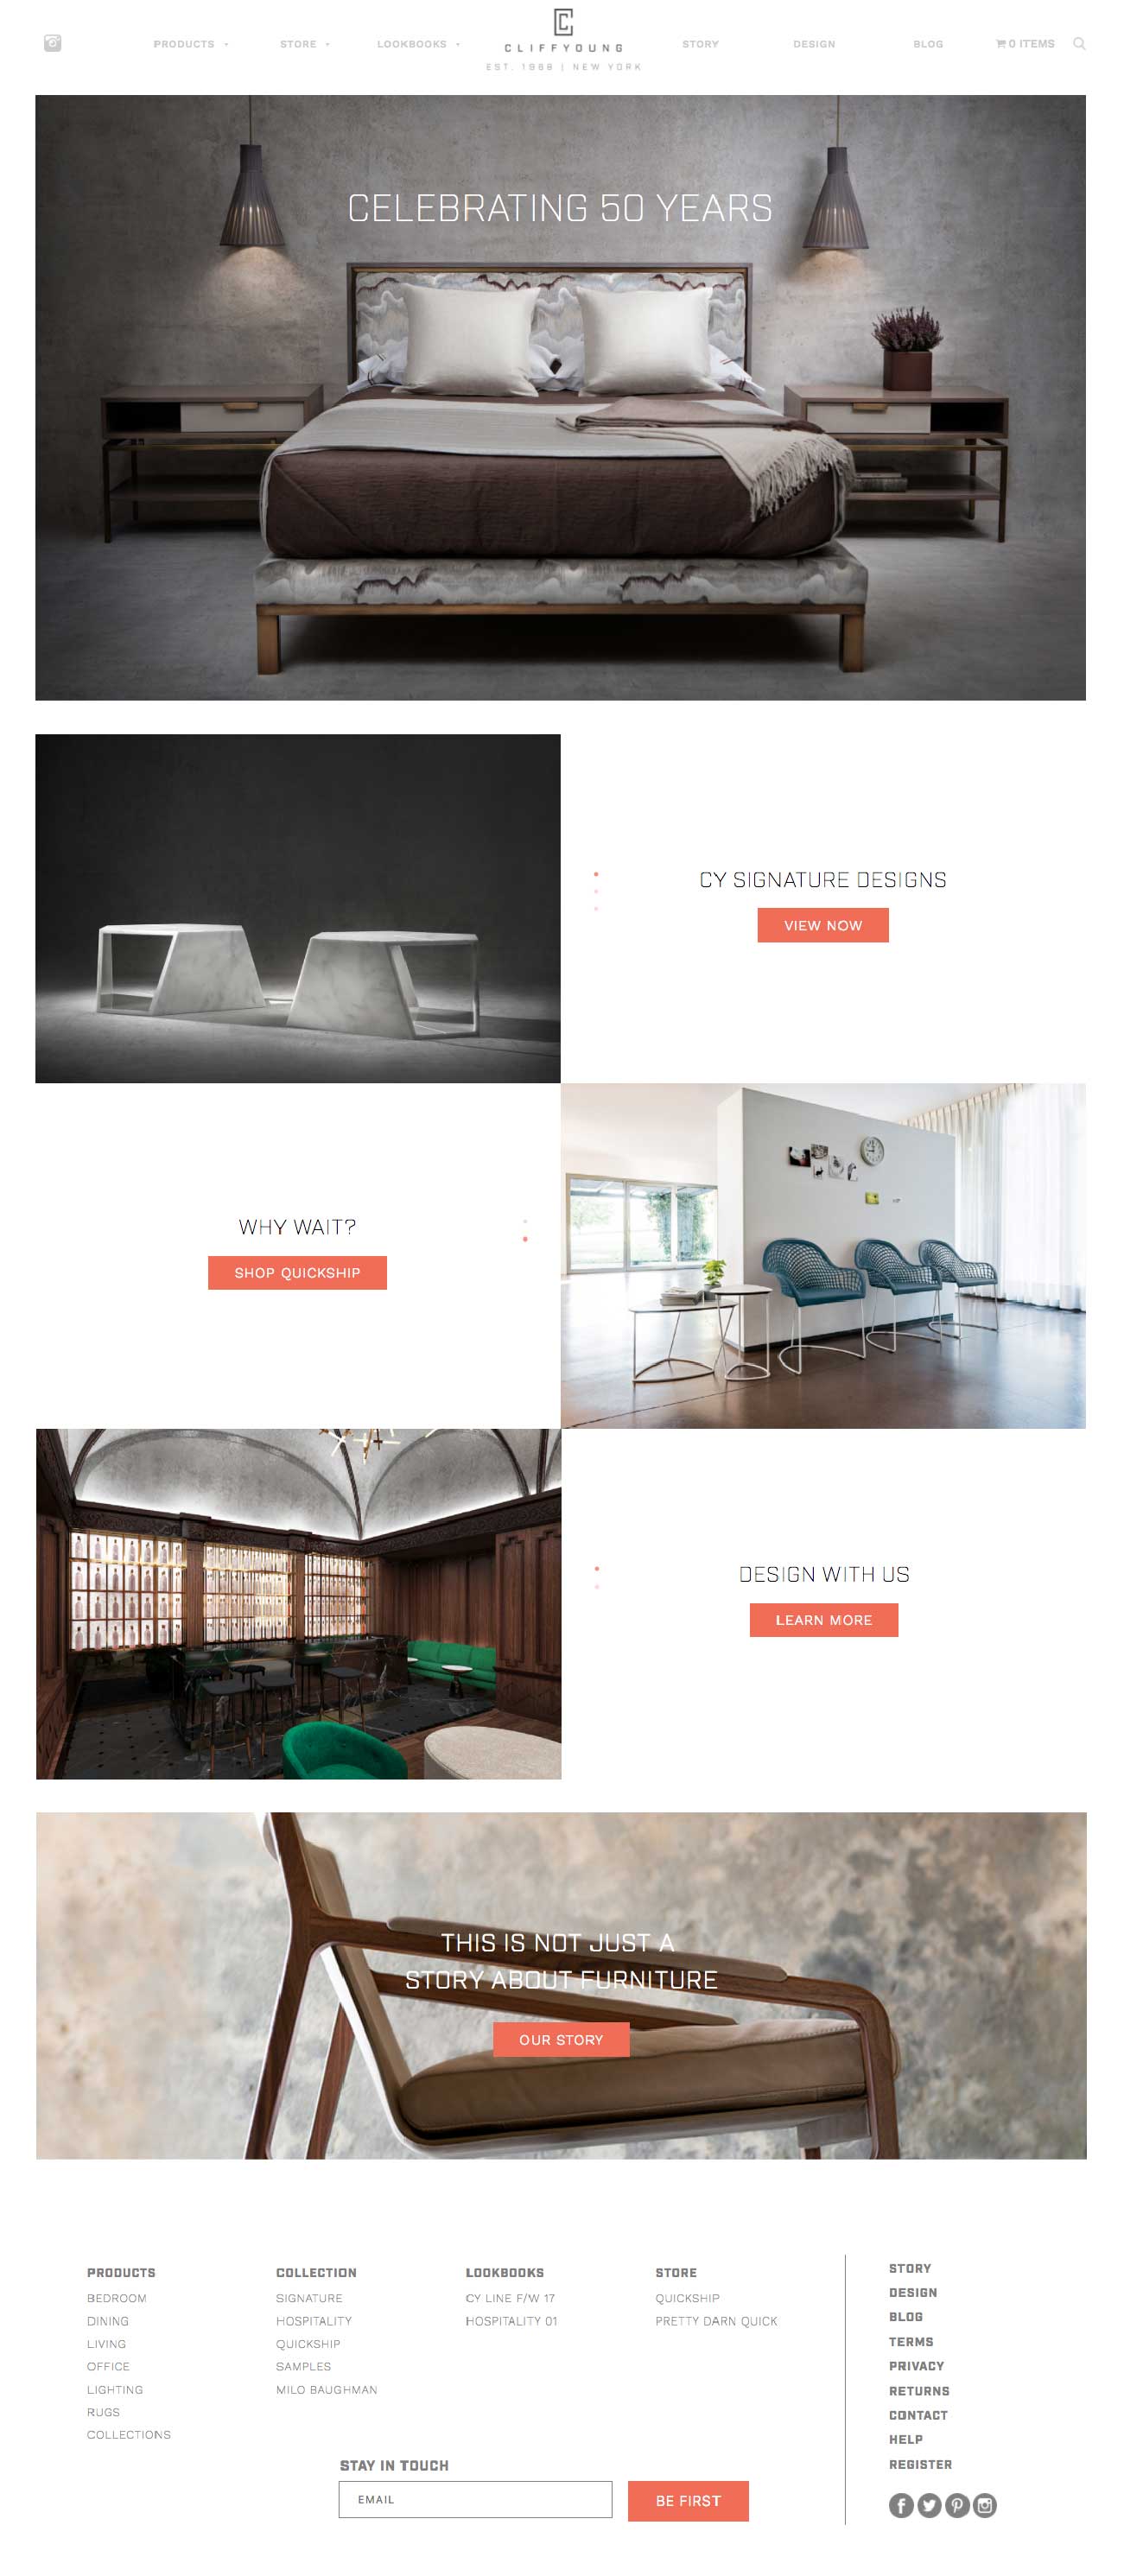 PRODUCTS
STORE
LOOKBOOKS
CLIFFYOUNG
EST. 1968 | NEW YORK
STORY
DESIGN
BLOG
0 ITEMS
CELEBRATING 50 YEARS
CY SIGNATURE DESIGNS
VIEW NOW
WHY WAIT?
SHOP QUICKSHIP
DESIGN WITH US
LEARN MORE
THIS IS NOT JUST A
STORY ABOUT FURNITURE
OUR STORY
PRODUCTS
BEDROOM
DINING
LIVING
OFFICE
LIGHTING
RUGS
COLLECTIONS
COLLECTION
SIGNATURE
HOSPITALITY
QUICKSHIP
SAMPLES
MILO BAUGHMAN
LOOKBOOKS
CY LINE F/W 17
HOSPITALITY 01
STORE
QUICKSHIP
PRETTY DARN QUICK
STAY IN TOUCH
EMAIL
BE FIRST
STORY
DESIGN
BLOG
TERMS
PRIVACY
RETURNS
CONTACT
HELP
REGISTER